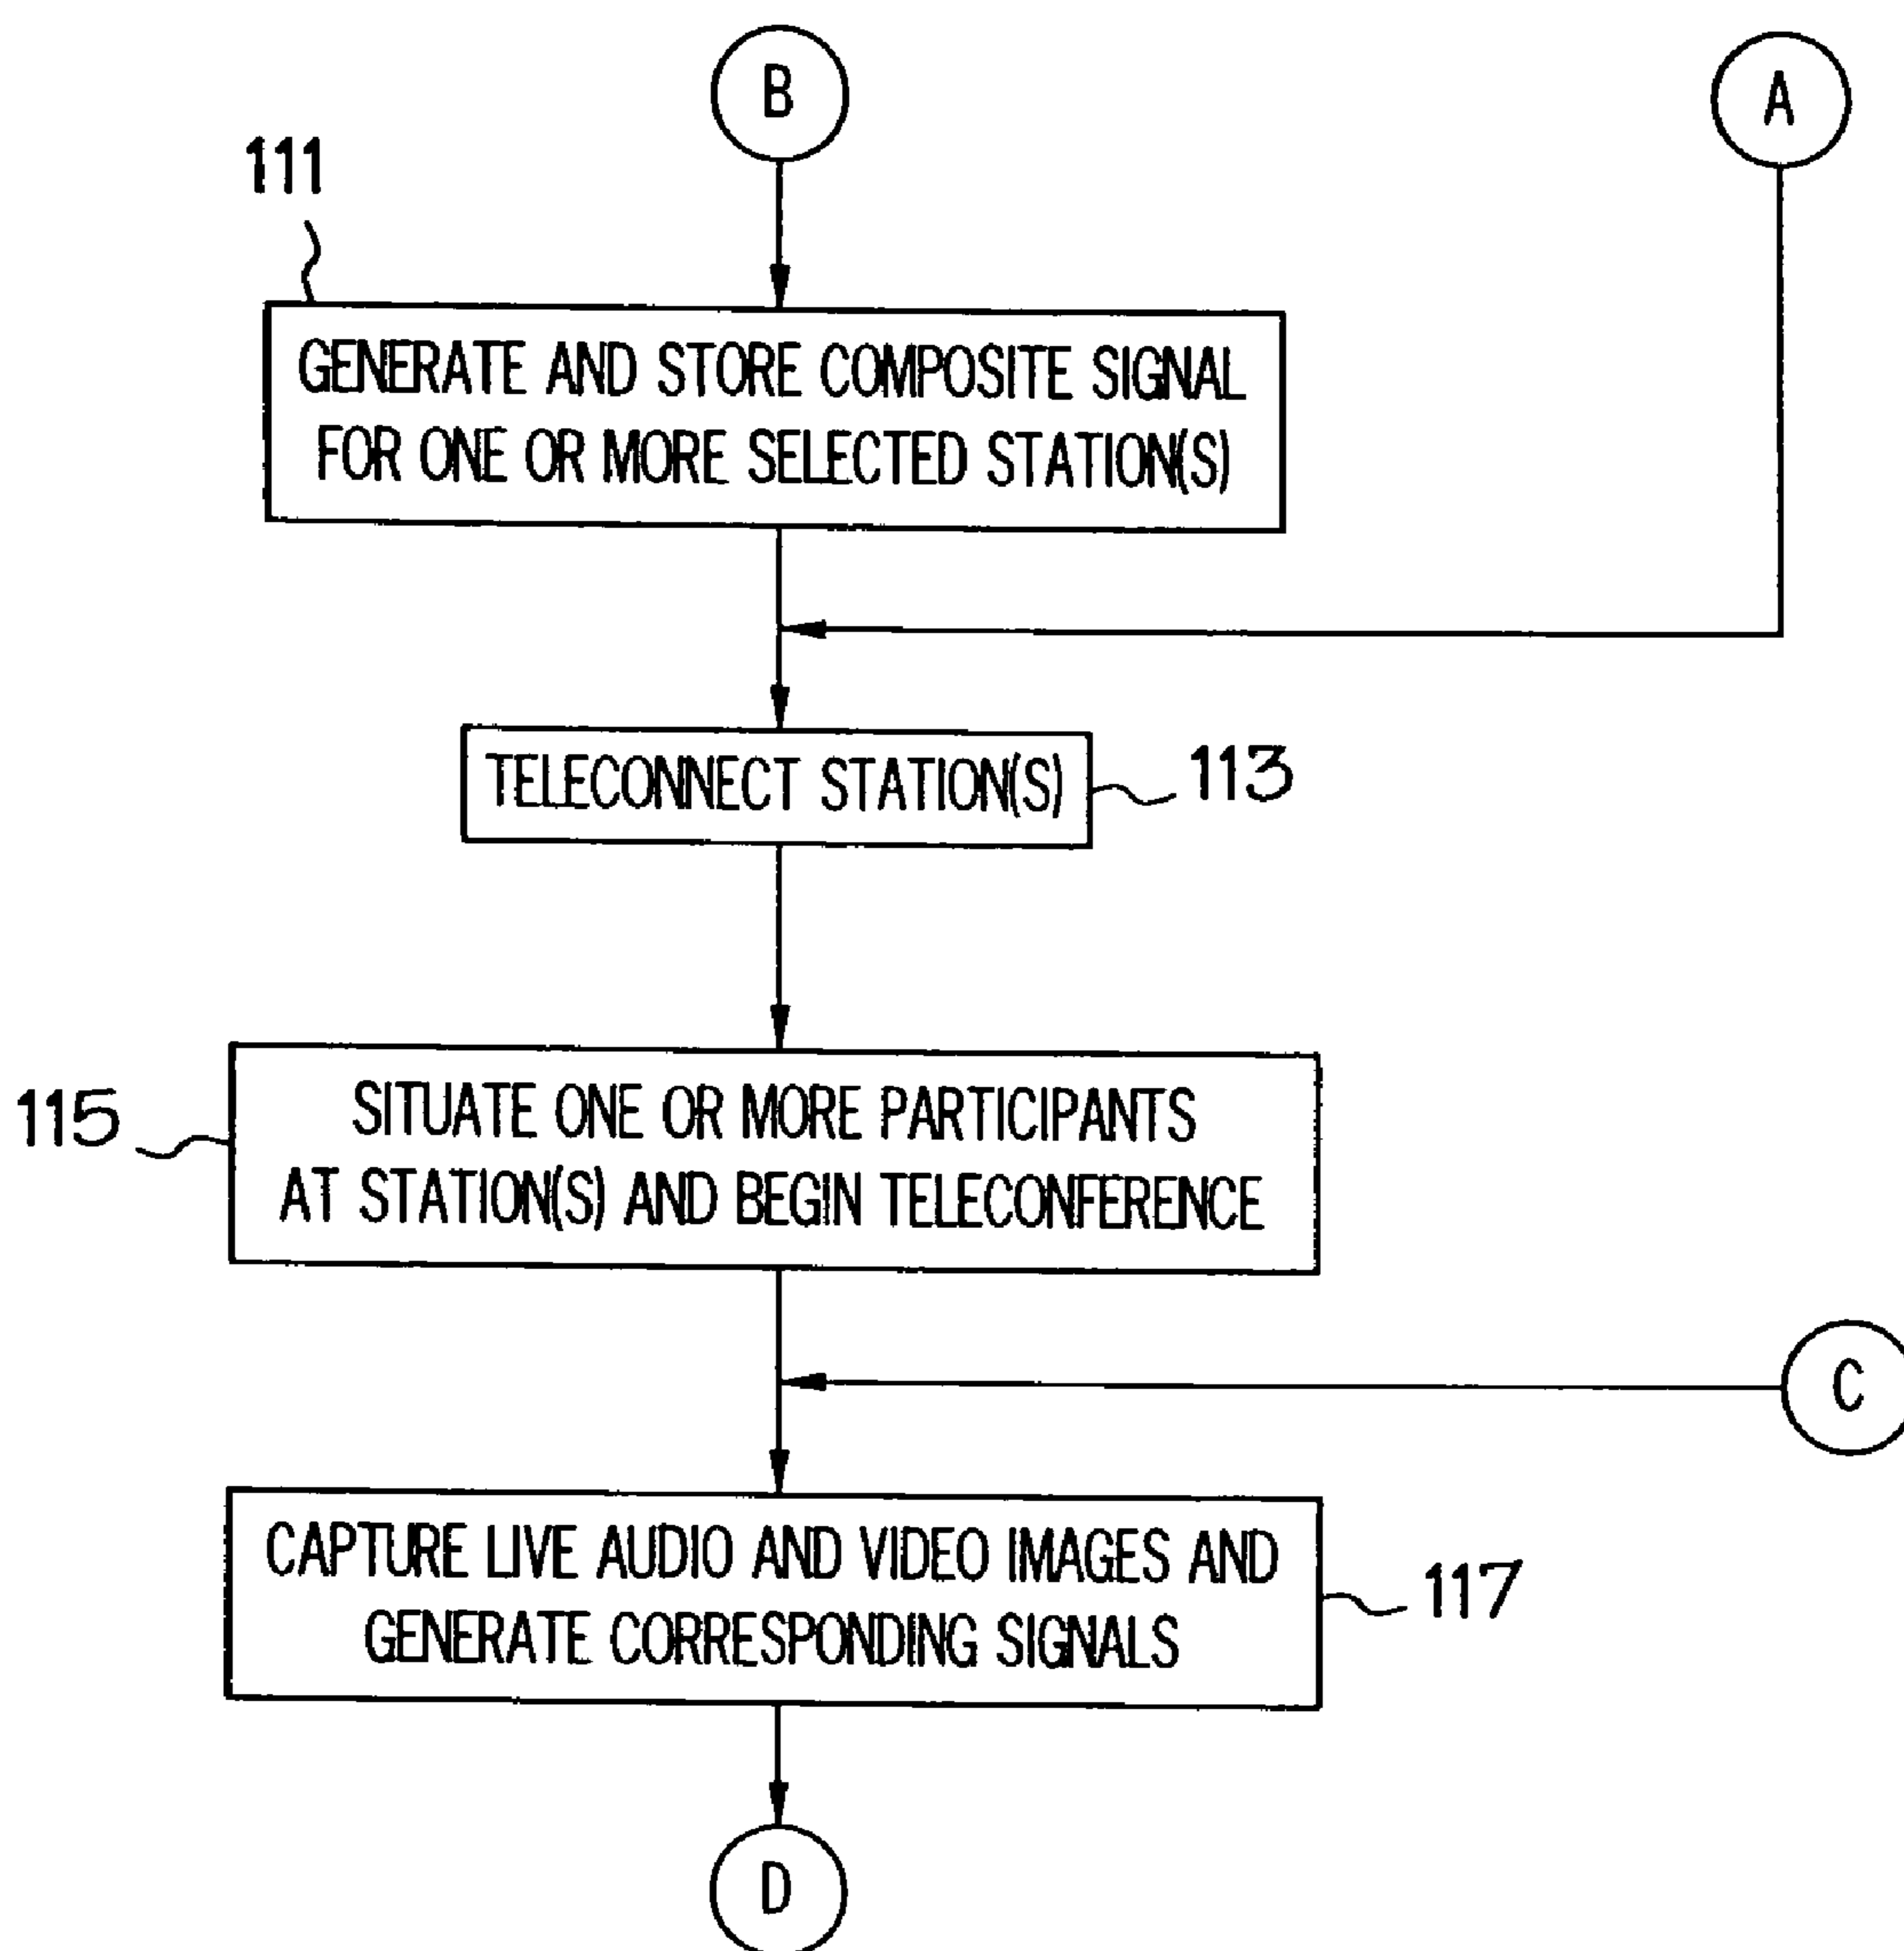 B
A
111
GENERATE AND STORE COMPOSITE SIGNAL
FOR ONE OR MORE SELECTED STATION(S)
TELECONNECT STATION(S)
113
115
SITUATE ONE OR MORE PARTICIPANTS
AT STATION(S) AND BEGIN TELECONFERENCE
C
CAPTURE LIVE AUDIO AND VIDEO IMAGES AND
GENERATE CORRESPONDING SIGNALS
117
D